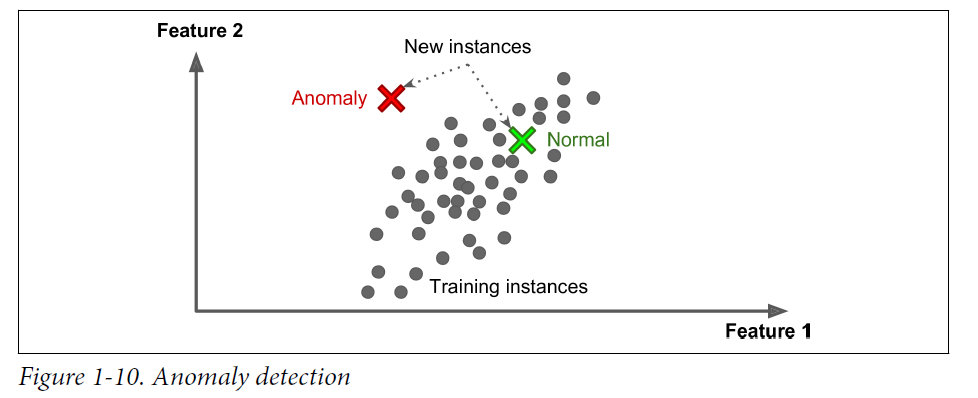 Feature 2
New instances
Anomaly
Normal
Training instances
Feature 1
Figure 1-10. Anomaly detection